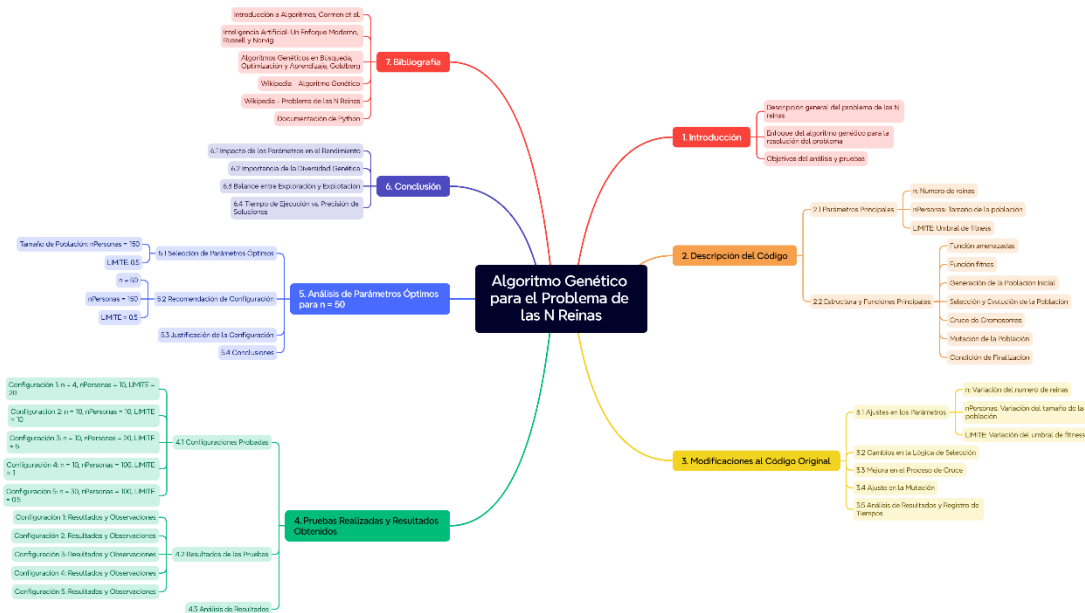 Algoritmo Genético
para el Problema de
las N Reinas
1. Introducción
Descripción general del problema de las N
reinas
Enfoque del algoritmo genético para la
resolución del problema
Objetivos del análisis y pruebas
2. Descripción del Código
2.1 Parámetros Principales
n: Numero de reinas
nPersonas: Tamaño de la población
LIMITE: Umbral de fitness
2.2 Estructura y Funciones Principales
Función amenazadas
Función fitnes
Generación de la Población Inicial
Selección y Evolución de la Población
Cruce de Cromosomas
Mutación de la Población
Condición de Finalización
3. Modificaciones al Código Original
3.1 Ajustes en los Parámetros
n: Variación del numero de reinas
nPersonas: Variación del tamaño de la
población
LIMITE: Variación del umbral de fitness
3.2 Cambios en la Lógica de Selección
3.3 Mejora en el Proceso de Cruce
3.4 Ajuste en la Mutación
3.5 Análisis de Resultados y Registro de
Tiempos
4. Pruebas Realizadas y Resultados
Obtenidos
4.1 Configuraciones Probadas
Configuración 1: n = 4, nPersonas = 10, LIMITE =
20
Configuración 2: n = 10, nPersonas = 10, LIMITE
= 10
Configuración 3: n = 10, nPersonas = 20, LIMITE
= 5
Configuración 4: n = 10, nPersonas = 100, LIMITE =
1
Configuración 5: n = 30, nPersonas = 100, LIMITE =
0.5
4.2 Resultados de las Pruebas
Configuración 1: Resultados y Observaciones
Configuración 2: Resultados y Observaciones
Configuración 3: Resultados y Observaciones
Configuración 4: Resultados y Observaciones
Configuración 5: Resultados y Observaciones
4.3 Análisis de Resultados
5. Análisis de Parámetros Óptimos
para n = 50
5.1 Selección de Parámetros Óptimos
Tamaño de Población: nPersonas = 150
LIMITE: 0.5
5.2 Recomendación de Configuración
n = 50
nPersonas = 150
LIMITE = 0.5
5.3 Justificación de la Configuración
5.4 Conclusiones
6. Conclusión
6.1 Impacto de los Parámetros en el Rendimiento
6.2 Importancia de la Diversidad Genética
6.3 Balance entre Exploración y Explotación
6.4 Tiempo de Ejecución vs. Precisión de
Soluciones
7. Bibliografía
Introducción a Algoritmos, Cormen et al.
Inteligencia Artificial: Un Enfoque Moderno,
Russell y Norvig
Algoritmos Genéticos en Búsqueda,
Optimización y Aprendizaje, Goldberg
Wikipedia - Algoritmo Genético
Wikipedia - Problema de las N Reinas
Documentación de Python